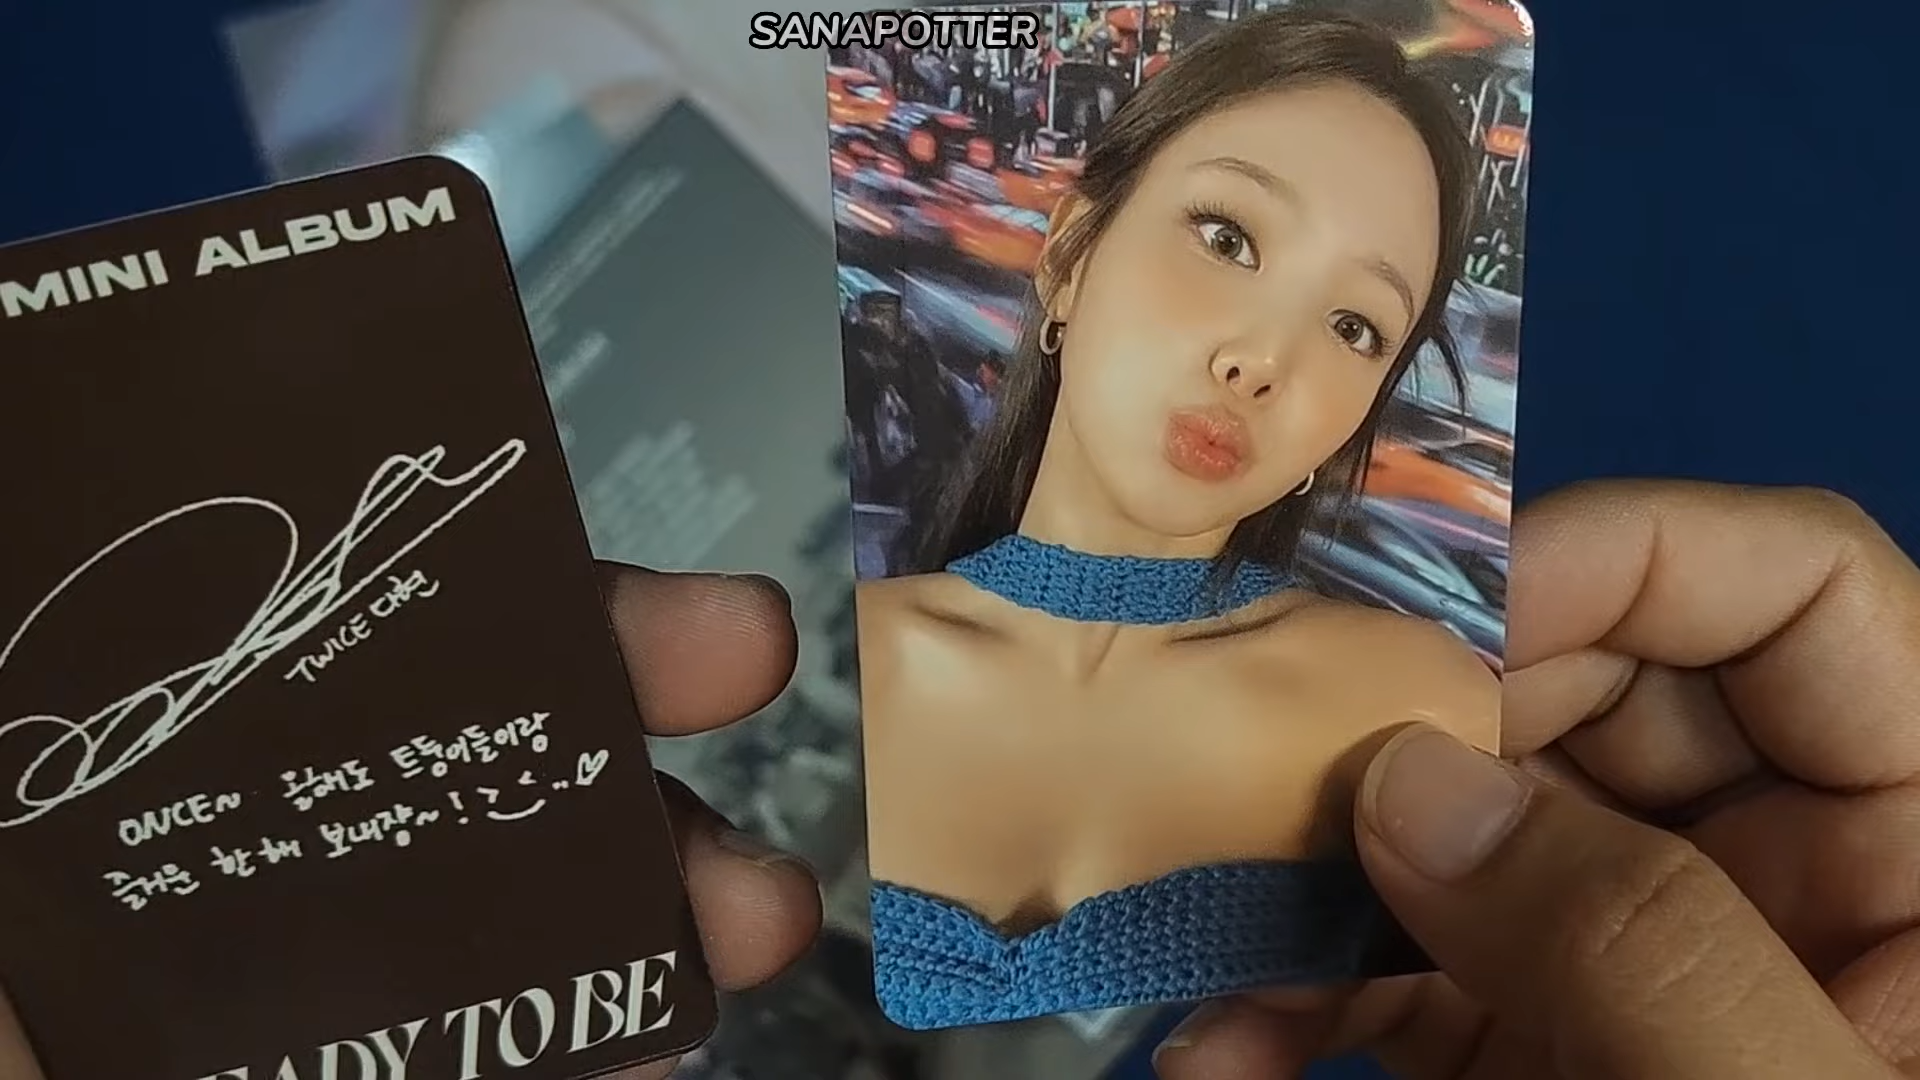 SANAPOTTER
MINI ALBUM
TWICE 다현
ONCE~ 올해도 트둥이들이랑
즐거운 한 해 보내장~!
READY TO BE